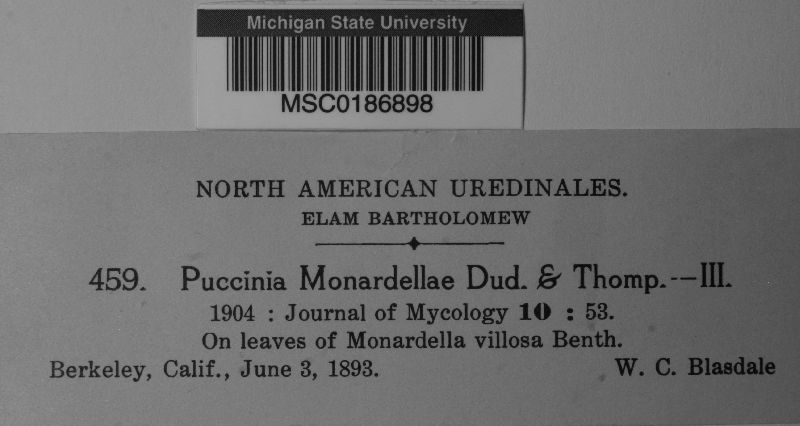 Michigan State University
MSC0186898
NORTH AMERICAN UREDINALES.
ELAM BARTHOLOMEW
459. Puccinia Monardellae Dud. & Thomp.--III.
1904 : Journal of Mycology 10 : 53.
On leaves of Monardella villosa Benth.
Berkeley, Calif., June 3, 1893. W. C. Blasdale